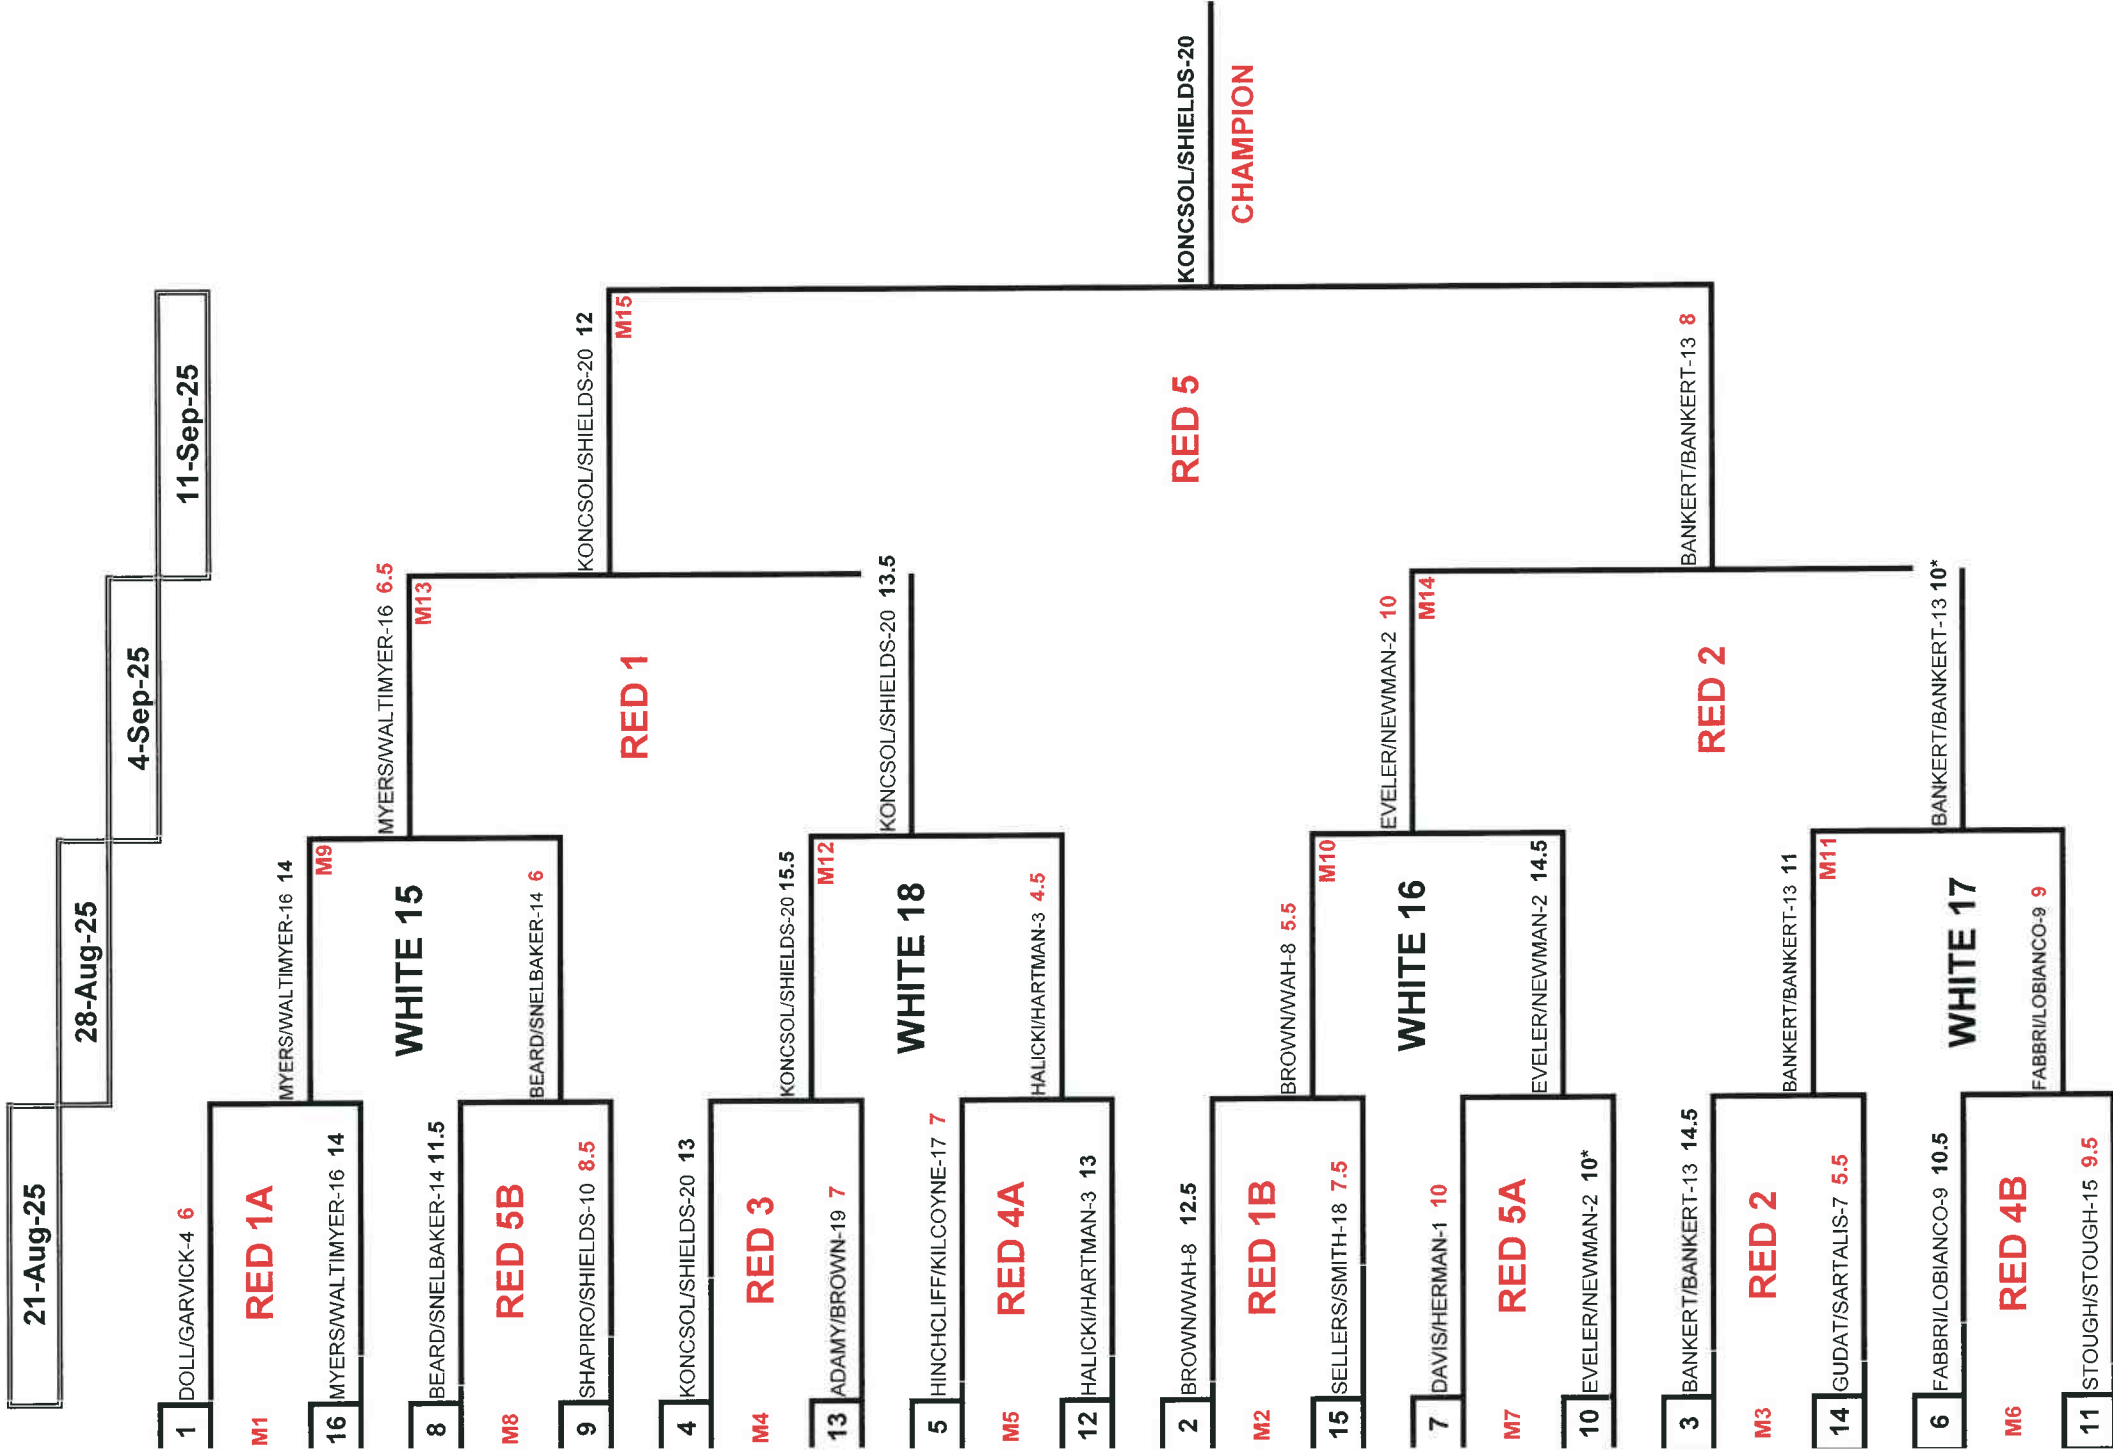 21-Aug-25
28-Aug-25
4-Sep-25
11-Sep-25
1 DOLL/GARVICK-4 6
M1 RED 1A
16 MYERS/WALTIMYER-16 14
MYERS/WALTIMYER-16 14
M9
WHITE 15
8 BEARD/SNELBAKER-14 11.5
M8 RED 5B
9 SHAPIRO/SHIELDS-10 8.5
BEARD/SNELBAKER-14 6
MYERS/WALTIMYER-16 6.5
M13
RED 1
4 KONCSOL/SHIELDS-20 13
M4 RED 3
13 ADAMY/BROWN-19 7
KONCSOL/SHIELDS-20 15.5
M12
WHITE 18
5 HINCHCLIFF/KILCOYNE-17 7
M5 RED 4A
12 HALICKI/HARTMAN-3 13
HALICKI/HARTMAN-3 4.5
KONCSOL/SHIELDS-20 13.5
KONCSOL/SHIELDS-20 12
M15
RED 5
KONCSOL/SHIELDS-20
CHAMPION
2 BROWN/WAH-8 12.5
M2 RED 1B
15 SELLERS/SMITH-18 7.5
BROWN/WAH-8 5.5
M10
WHITE 16
7 DAVIS/HERMAN-1 10
M7 RED 5A
10 EVELER/NEWMAN-2 10*
EVELER/NEWMAN-2 14.5
EVELER/NEWMAN-2 10
M14
RED 2
BANKERT/BANKERT-13 8
3 BANKERT/BANKERT-13 14.5
M3 RED 2
14 GUDAT/SARTALIS-7 5.5
BANKERT/BANKERT-13 11
M11
WHITE 17
6 FABBRI/LOBIANCO-9 10.5
M6 RED 4B
11 STOUGH/STOUGH-15 9.5
FABBRI/LOBIANCO-9 9
BANKERT/BANKERT-13 10*